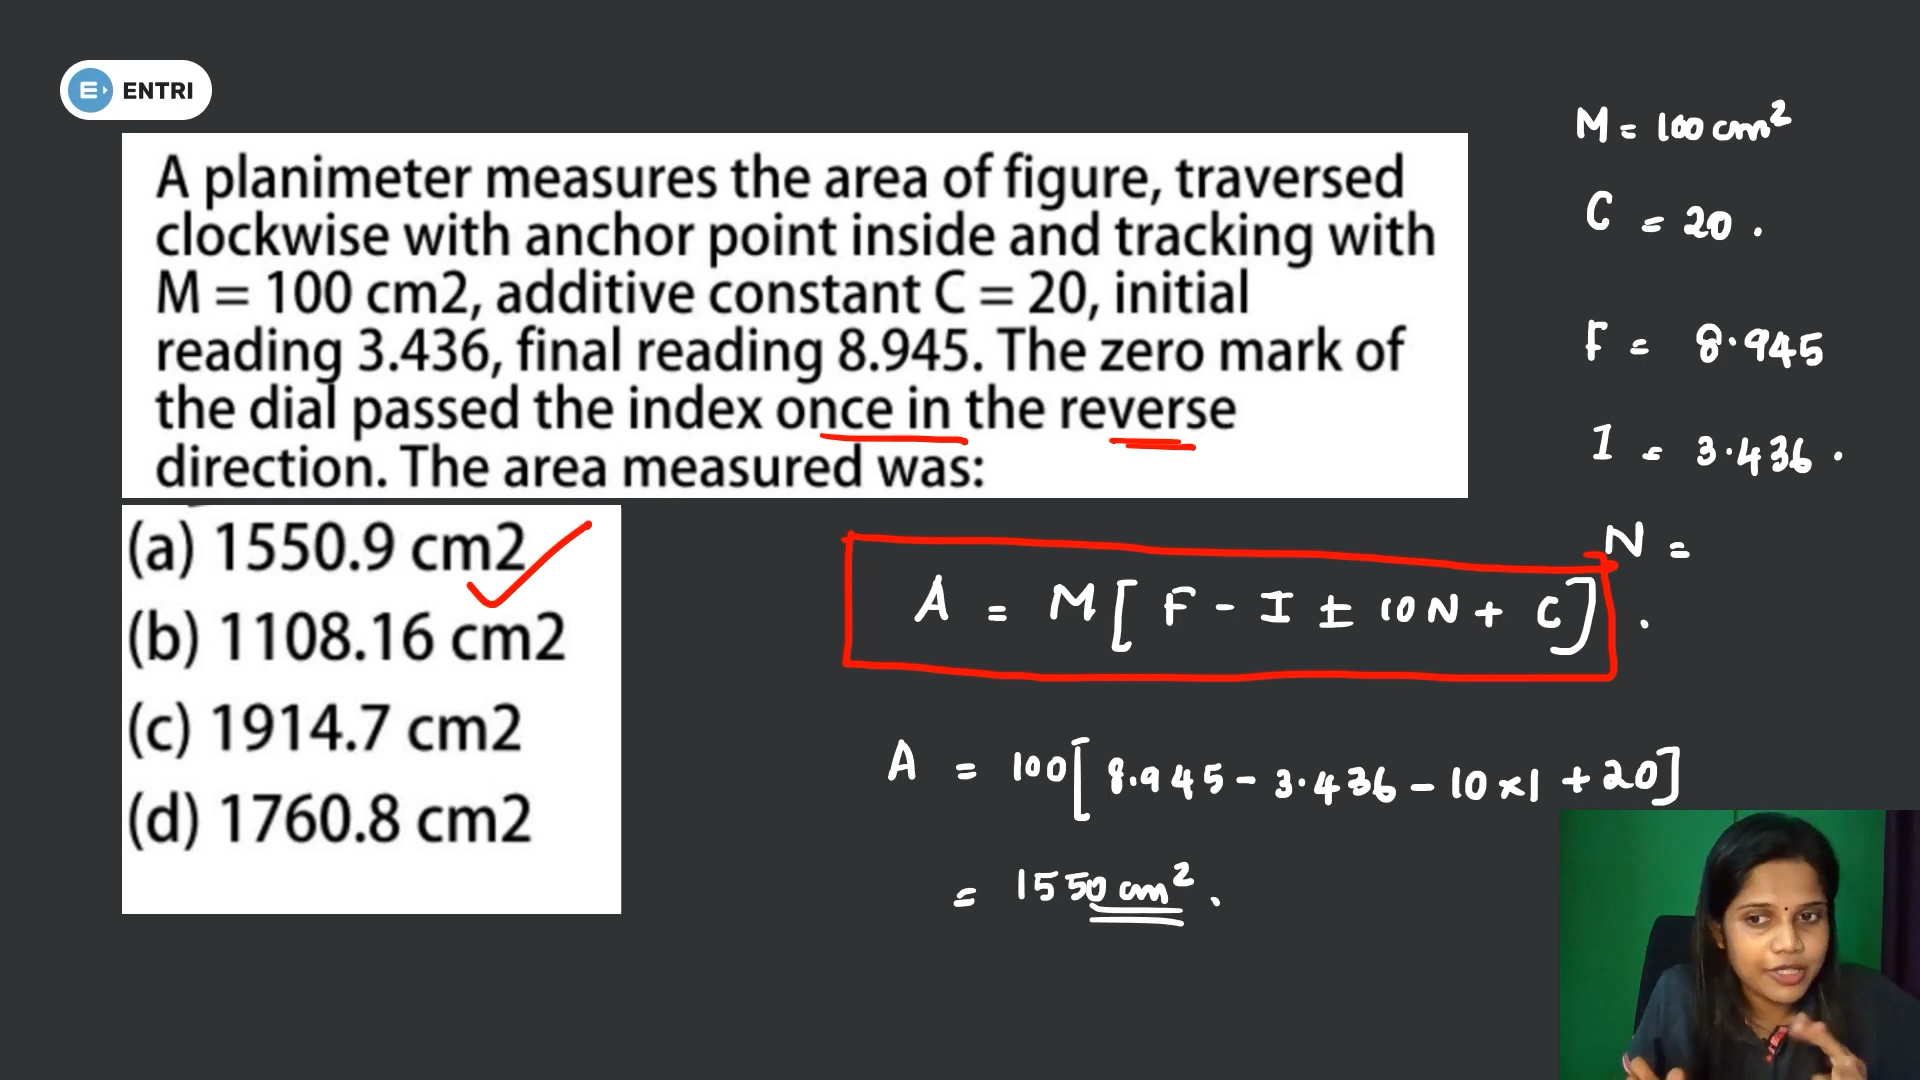 ENTRI
A planimeter measures the area of figure, traversed
clockwise with anchor point inside and tracking with
M = 100 cm2, additive constant C = 20, initial
reading 3.436, final reading 8.945. The zero mark of
the dial passed the index once in the reverse
direction. The area measured was:
(a) 1550.9 cm2
(b) 1108.16 cm2
(c) 1914.7 cm2
(d) 1760.8 cm2
M = 100 cm²
C = 20 .
F = 8.945
I = 3.436 .
N =
A = M [ F - I ± 10 N + C ] .
A = 100 [ 8.945 - 3.436 - 10 x 1 + 20 ]
= 1550 cm² .